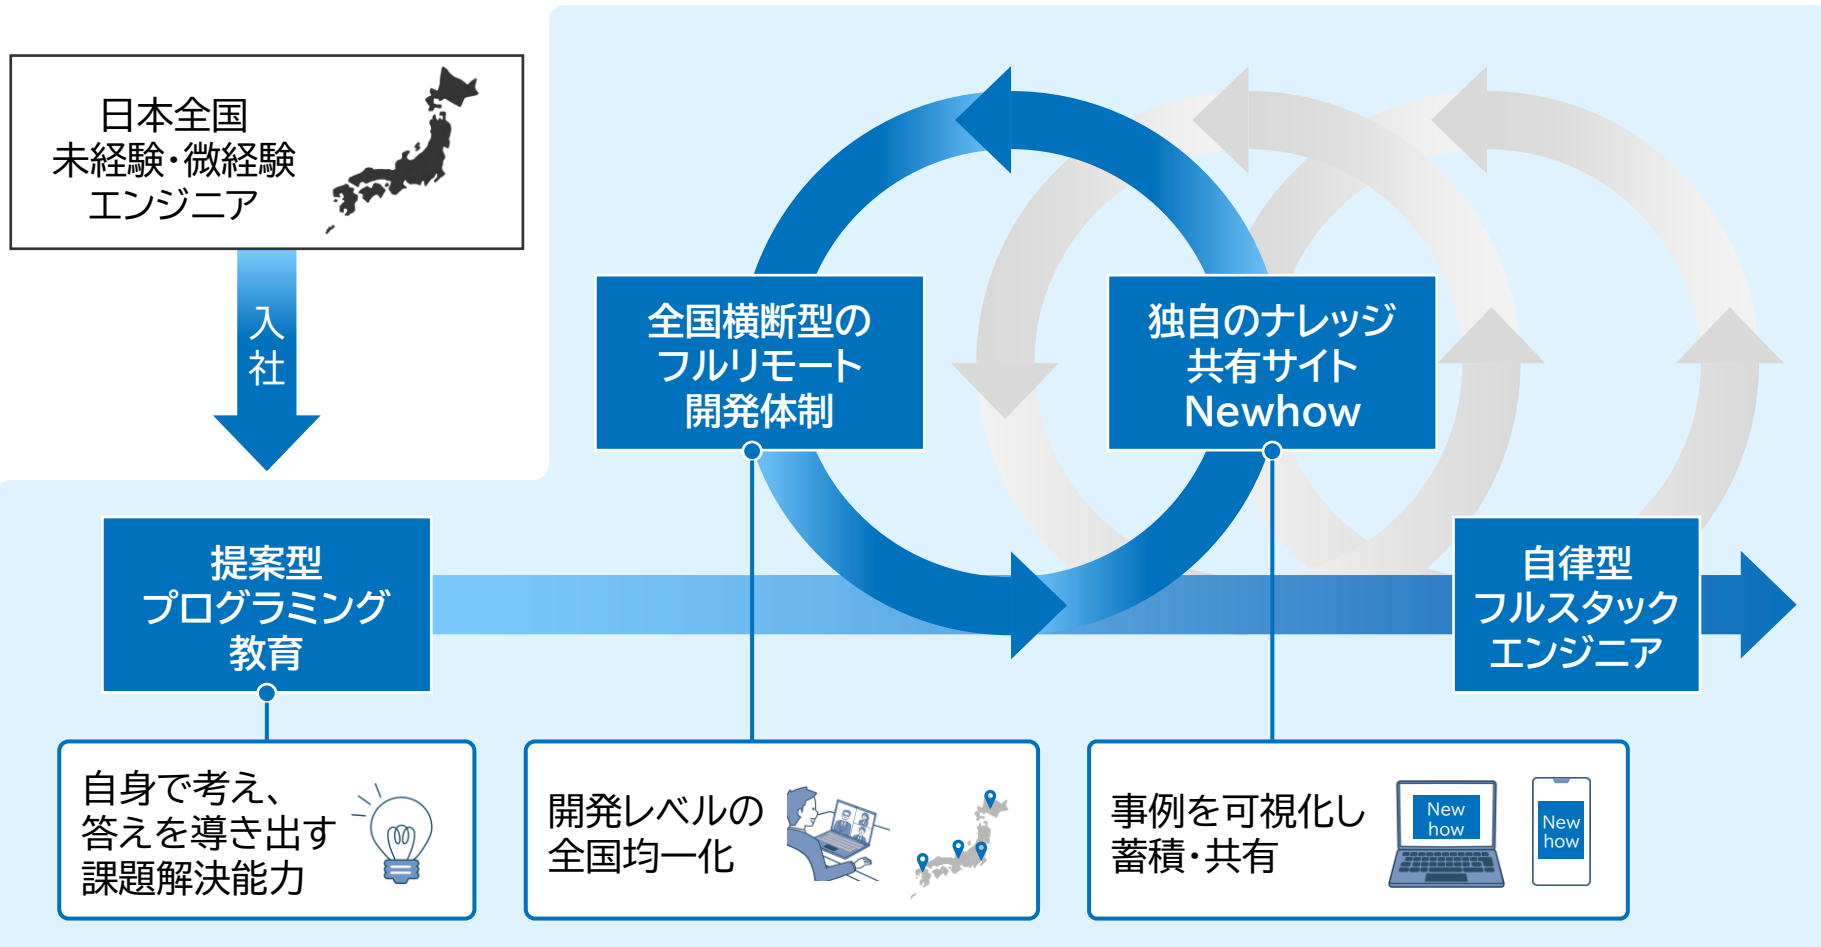 日本全国
未経験・微経験
エンジニア
入
社
全国横断型の
フルリモート
開発体制
独自のナレッジ
共有サイト
Newhow
提案型
プログラミング
教育
自律型
フルスタック
エンジニア
自身で考え、
答えを導き出す
課題解決能力
開発レベルの
全国均一化
事例を可視化し
蓄積・共有
New
how
New
how